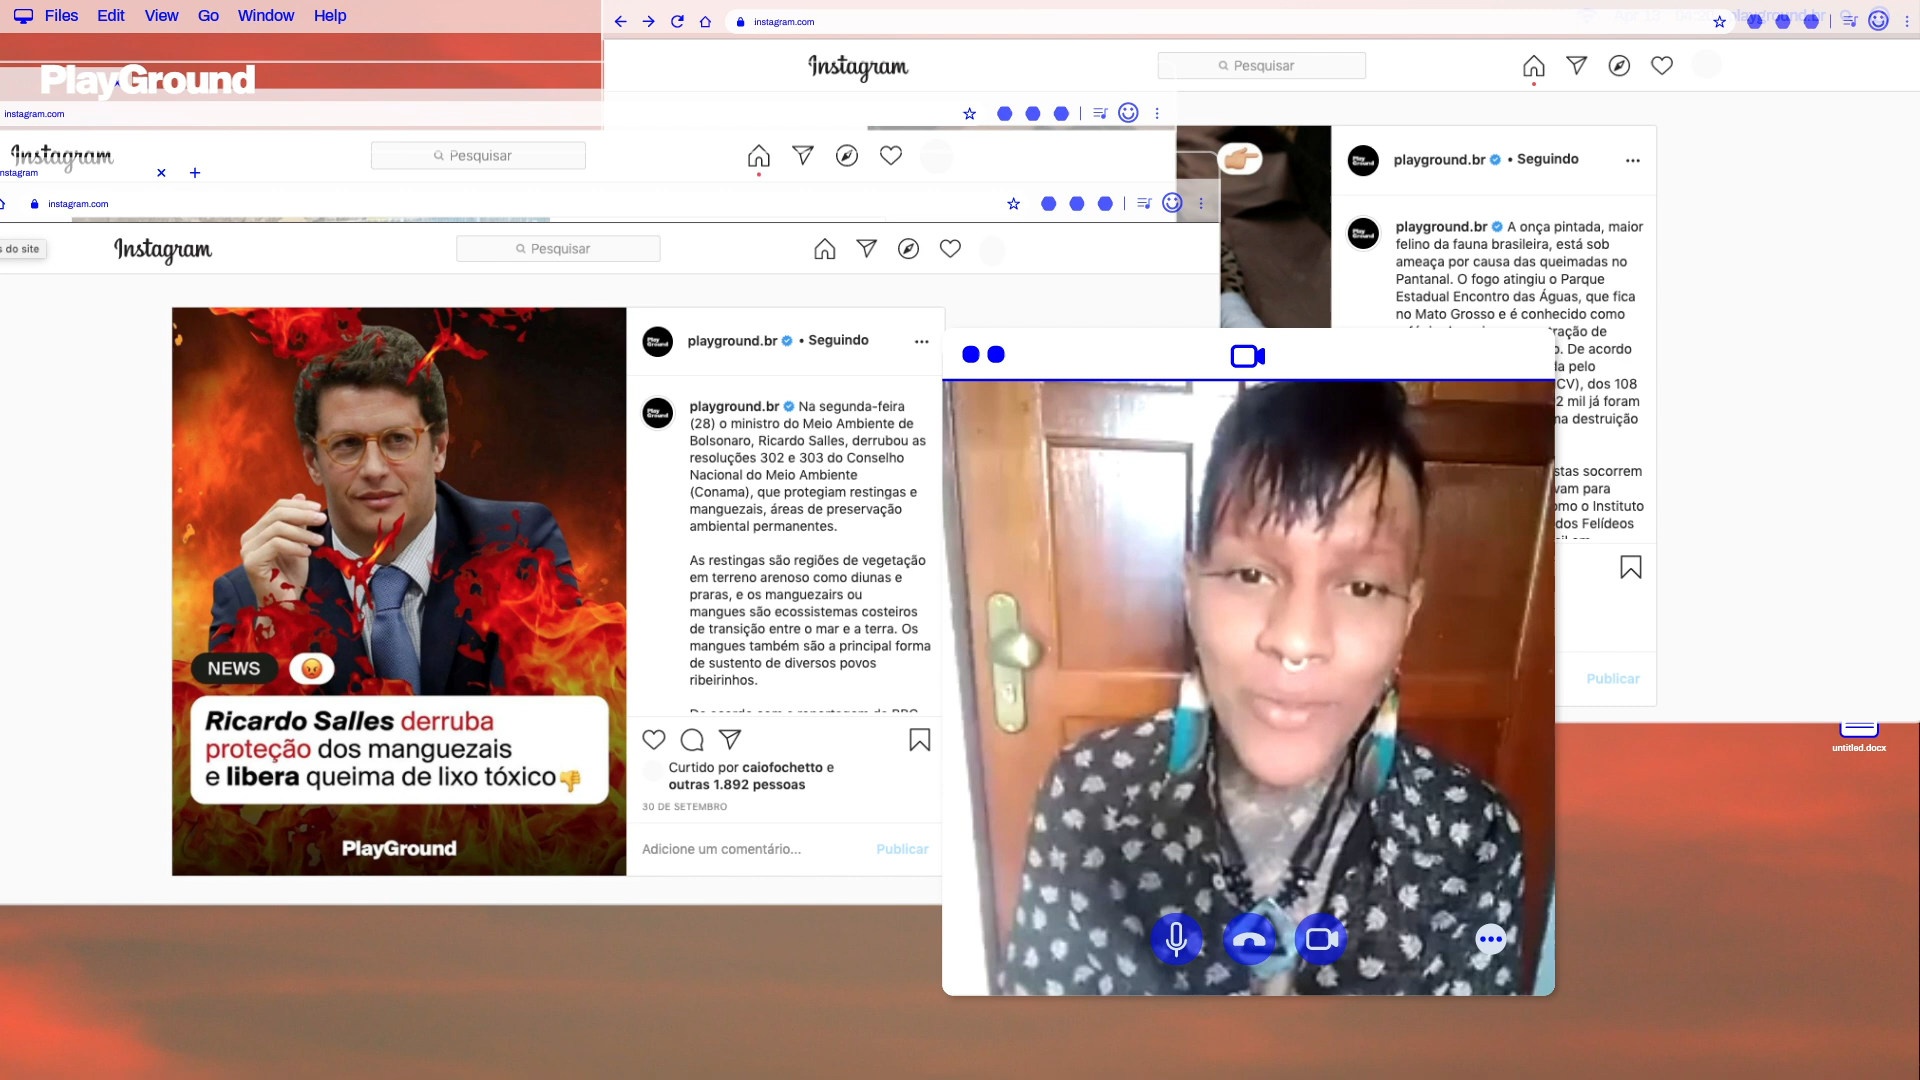 Files Edit View Go Window Help
instagram.com
PlayGround
Instagram
Pesquisar
instagram.com
Instagram
Pesquisar
nstagram
instagram.com
s do site
Instagram
Pesquisar
playground.br • Seguindo
playground.br Na segunda-feira
(28) o ministro do Meio Ambiente de
Bolsonaro, Ricardo Salles, derrubou as
resoluções 302 e 303 do Conselho
Nacional do Meio Ambiente
(Conama), que protegiam restingas e
manguezais, áreas de preservação
ambiental permanentes.
As restingas são regiões de vegetação
em terreno arenoso como diunas e
praras, e os manguezairs ou
mangues são ecossistemas costeiros
de transição entre o mar e a terra. Os
mangues também são a principal forma
de sustento de diversos povos
ribeirinhos.
NEWS
Ricardo Salles derruba
proteção dos manguezais
e libera queima de lixo tóxico
PlayGround
Curtido por caiofochetto e
outras 1.892 pessoas
30 DE SETEMBRO
Adicione um comentário...
Publicar
playground.br • Seguindo
playground.br A onça pintada, maior
felino da fauna brasileira, está sob
ameaça por causa das queimadas no
Pantanal. O fogo atingiu o Parque
Estadual Encontro das Águas, que fica
no Mato Grosso e é conhecido como
tração de
o. De acordo
da pelo
CV), dos 108
2 mil já foram
ma destruição
stas socorrem
vam para
omo o Instituto
dos Felídeos
Publicar
untitled.docx